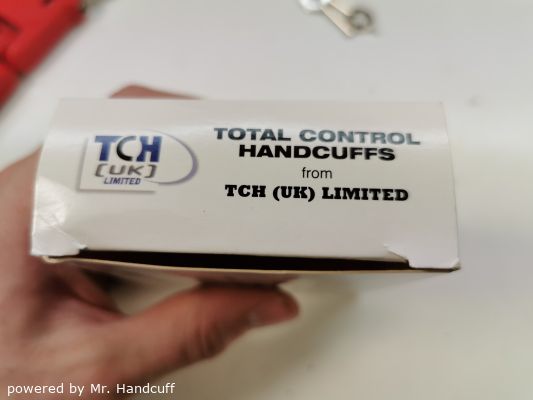 TCH
[UK]
LIMITED
TOTAL CONTROL
HANDCUFFS
from
TCH (UK) LIMITED
powered by Mr. Handcuff